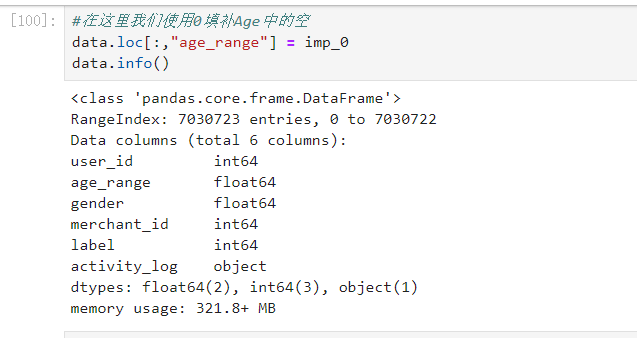 [100]: #在这里我们使用0填补Age中的空
data.loc[:,"age_range"] = imp_0
data.info()
<class 'pandas.core.frame.DataFrame'>
RangeIndex: 7030723 entries, 0 to 7030722
Data columns (total 6 columns):
user_id         int64
age_range       float64
gender          float64
merchant_id     int64
label           int64
activity_log    object
dtypes: float64(2), int64(3), object(1)
memory usage: 321.8+ MB